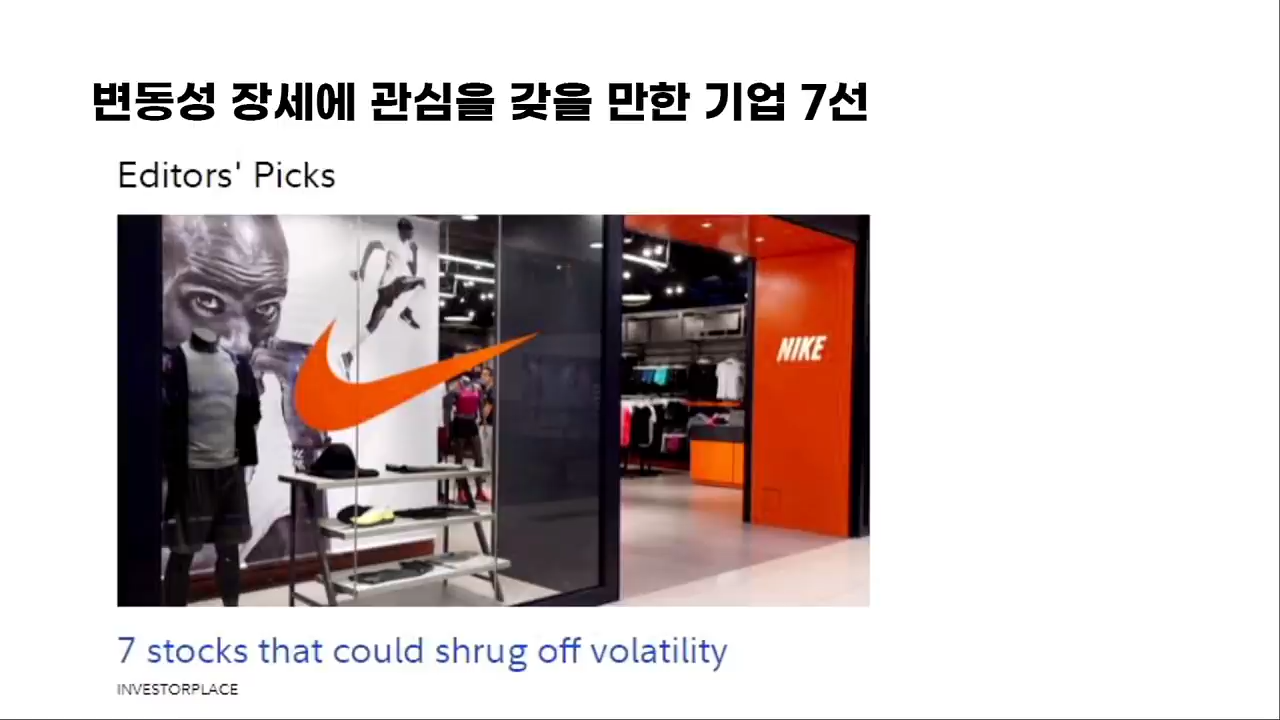 변동성 장세에 관심을 갖을 만한 기업 7선
Editors' Picks
NIKE
7 stocks that could shrug off volatility
INVESTORPLACE